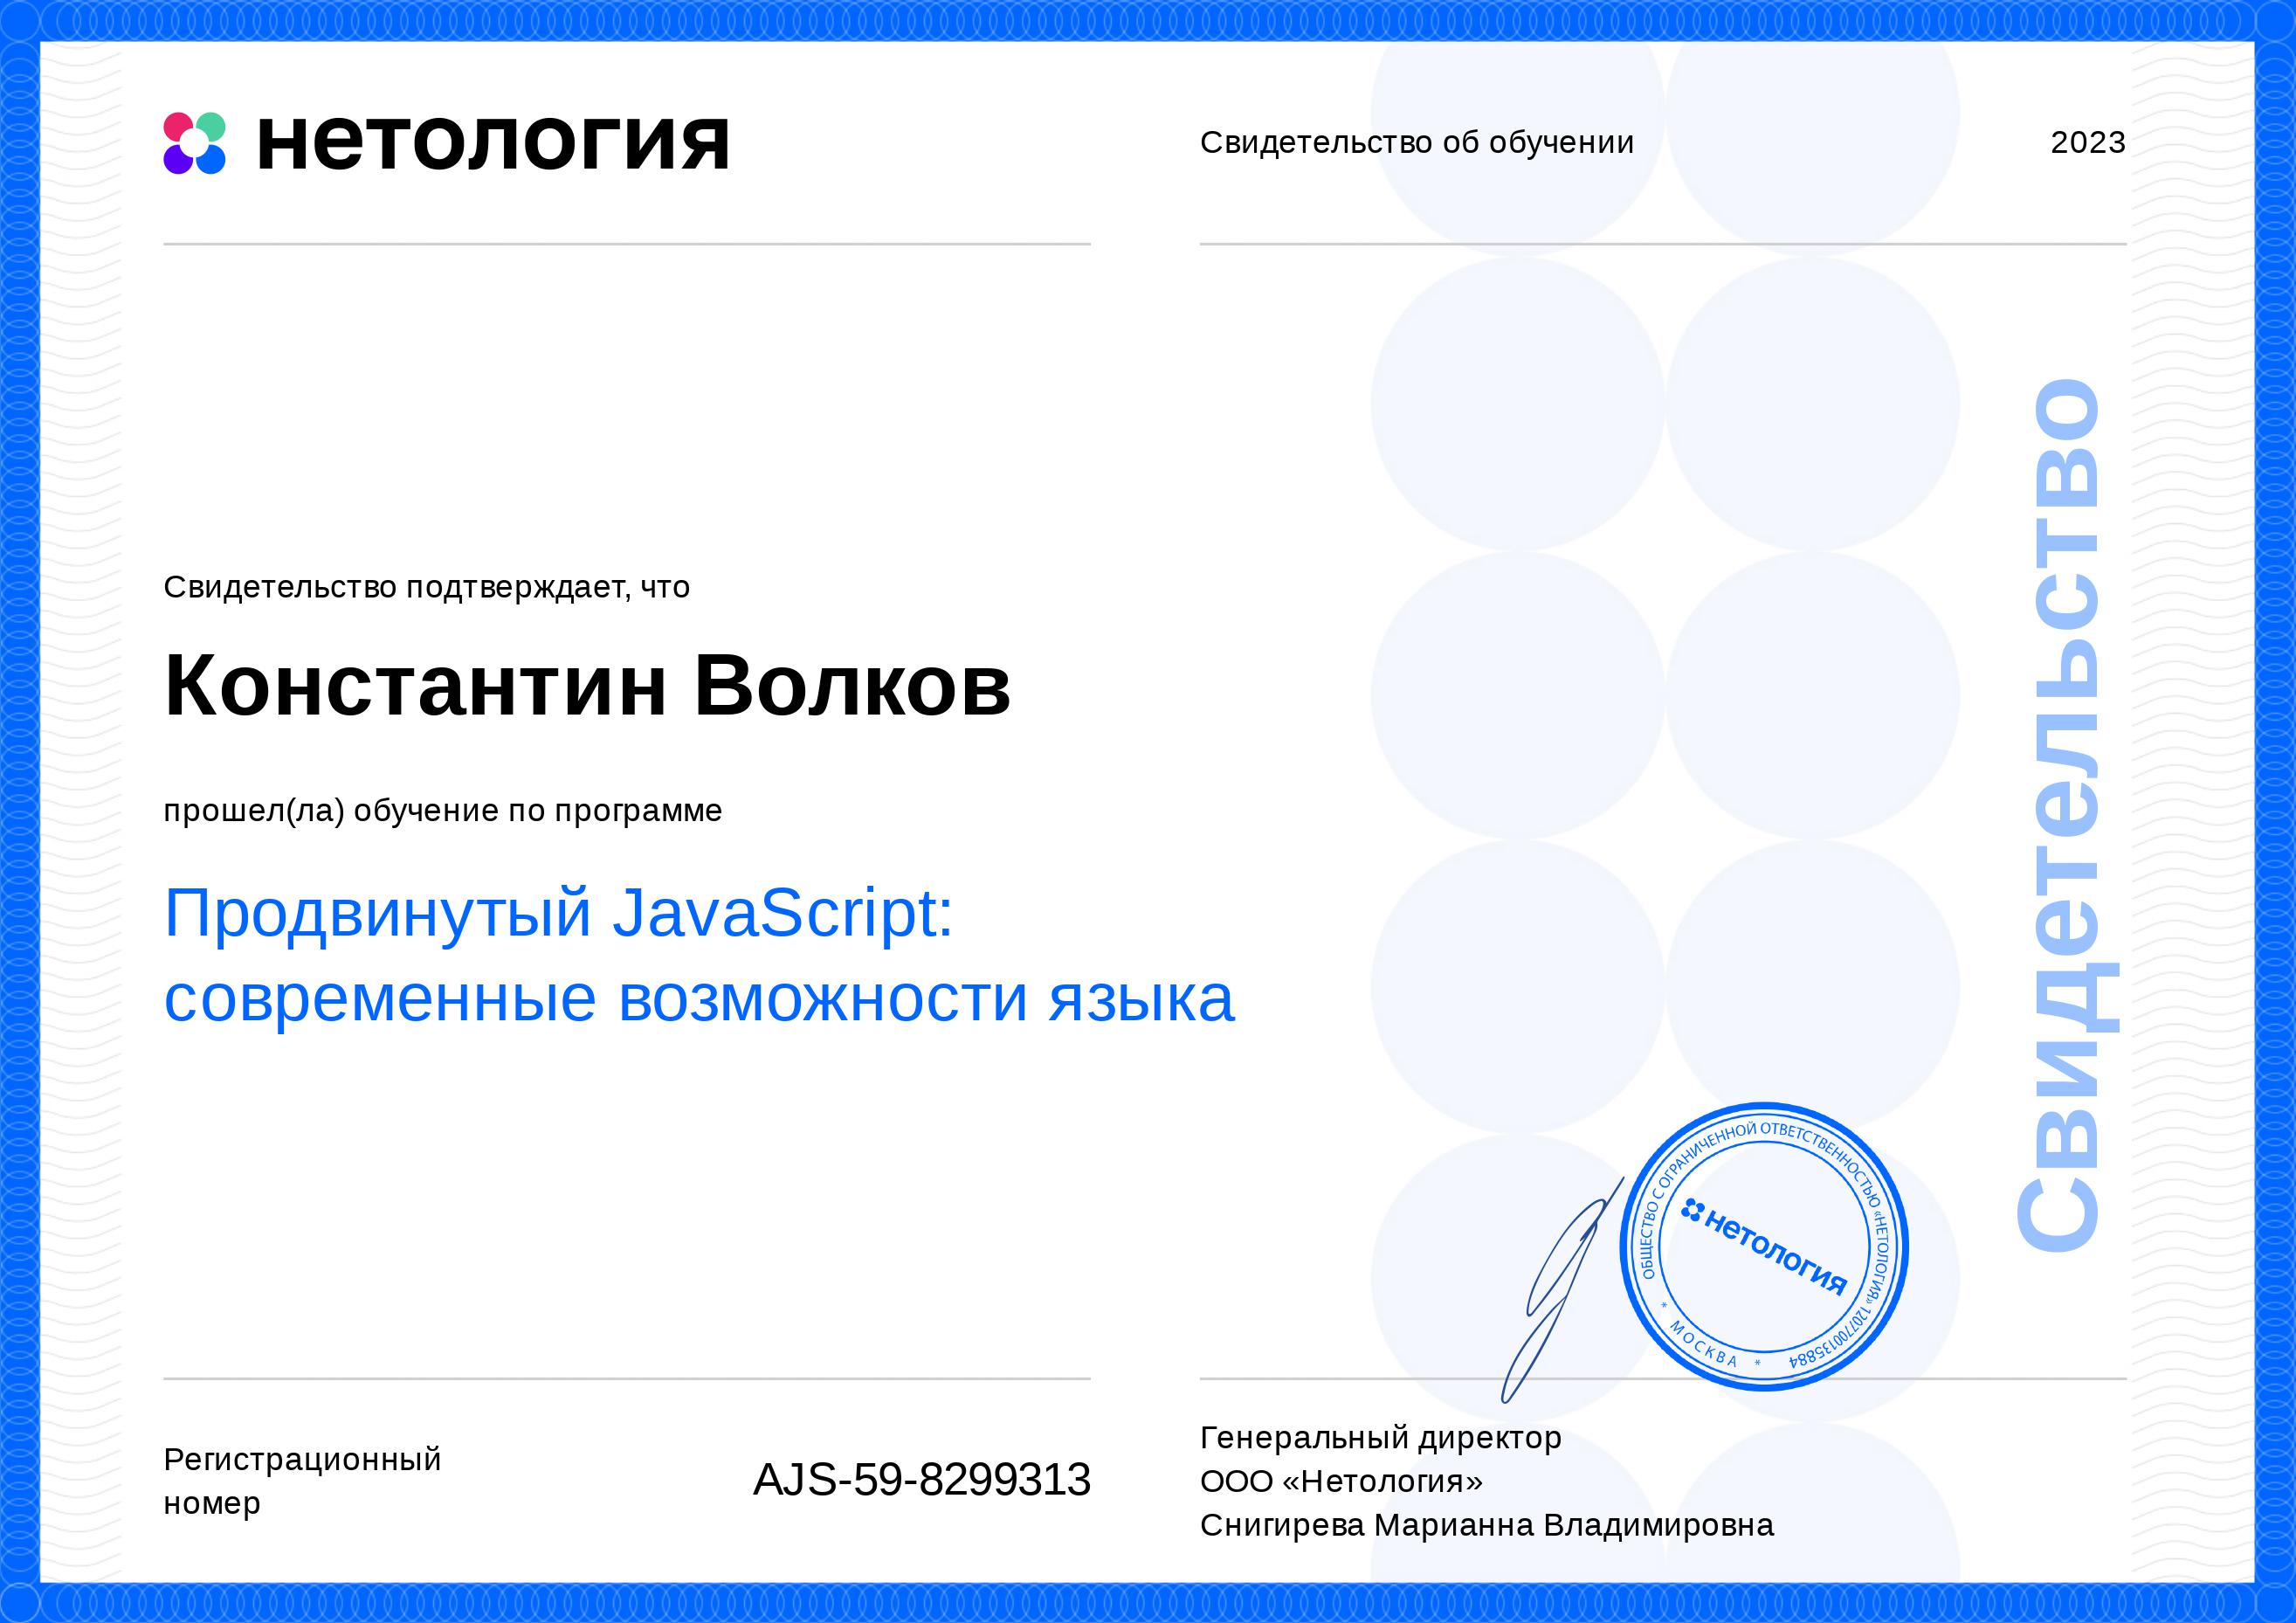 нетология
Свидетельство об обучении
2023
Свидетельство подтверждает, что
Константин Волков
прошел(ла) обучение по программе
Продвинутый JavaScript:
современные возможности языка
Свидетельство
ОБЩЕСТВО С ОГРАНИЧЕННОЙ ОТВЕТСТВЕННОСТЬЮ «НЕТОЛОГИЯ» 1207700135884
* МОСКВА *
нетология
Регистрационный
номер
AJS-59-8299313
Генеральный директор
ООО «Нетология»
Снигирева Марианна Владимировна